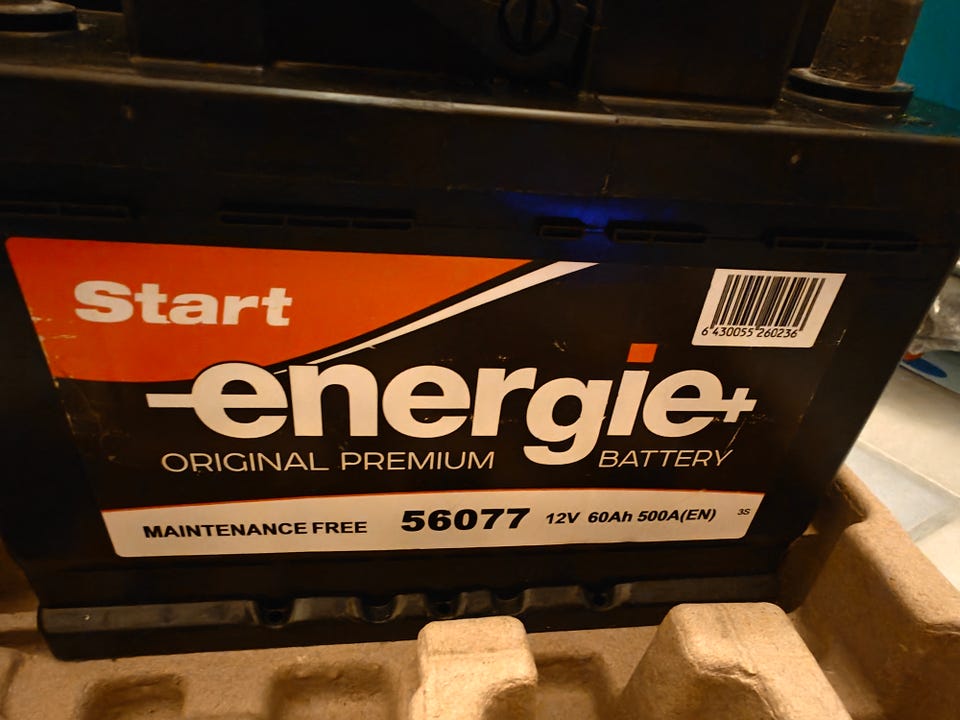 Start
6 430055 260236
energie+
ORIGINAL PREMIUM BATTERY
MAINTENANCE FREE 56077 12V 60Ah 500A(EN) 3S